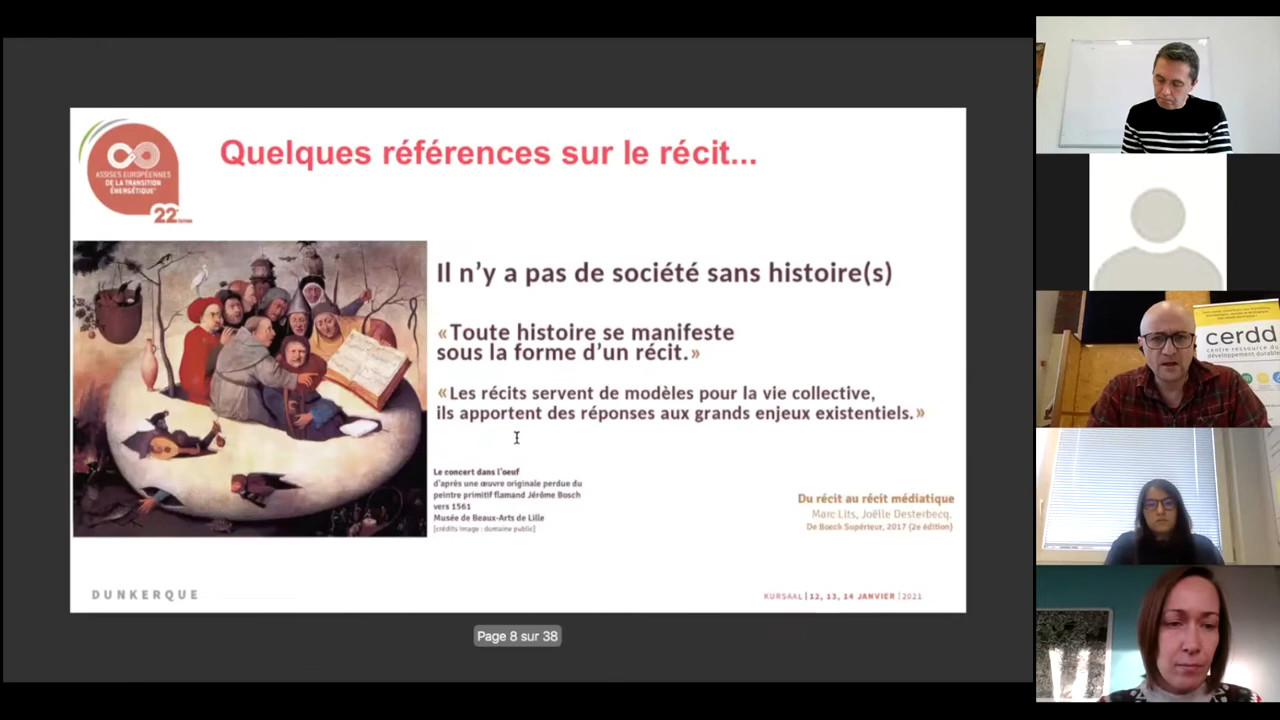 ASSISES EUROPÉENNES
DE LA TRANSITION
ÉNERGÉTIQUE
22e
Quelques références sur le récit...
Il n’y a pas de société sans histoire(s)
«Toute histoire se manifeste
sous la forme d’un récit.»
«Les récits servent de modèles pour la vie collective,
ils apportent des réponses aux grands enjeux existentiels.»
Le concert dans l’oeuf
d’après une œuvre originale perdue du
peintre primitif flamand Jérôme Bosch
vers 1561
Musée de Beaux-Arts de Lille
[crédits image : domaine public]
Du récit au récit médiatique
Marc Lits, Joëlle Desterbecq.
De Boeck Supérieur, 2017 (2e édition)
DUNKERQUE
KURSAAL | 12, 13, 14 JANVIER | 2021
Page 8 sur 38
cerdd
centre ressource du
développement durable